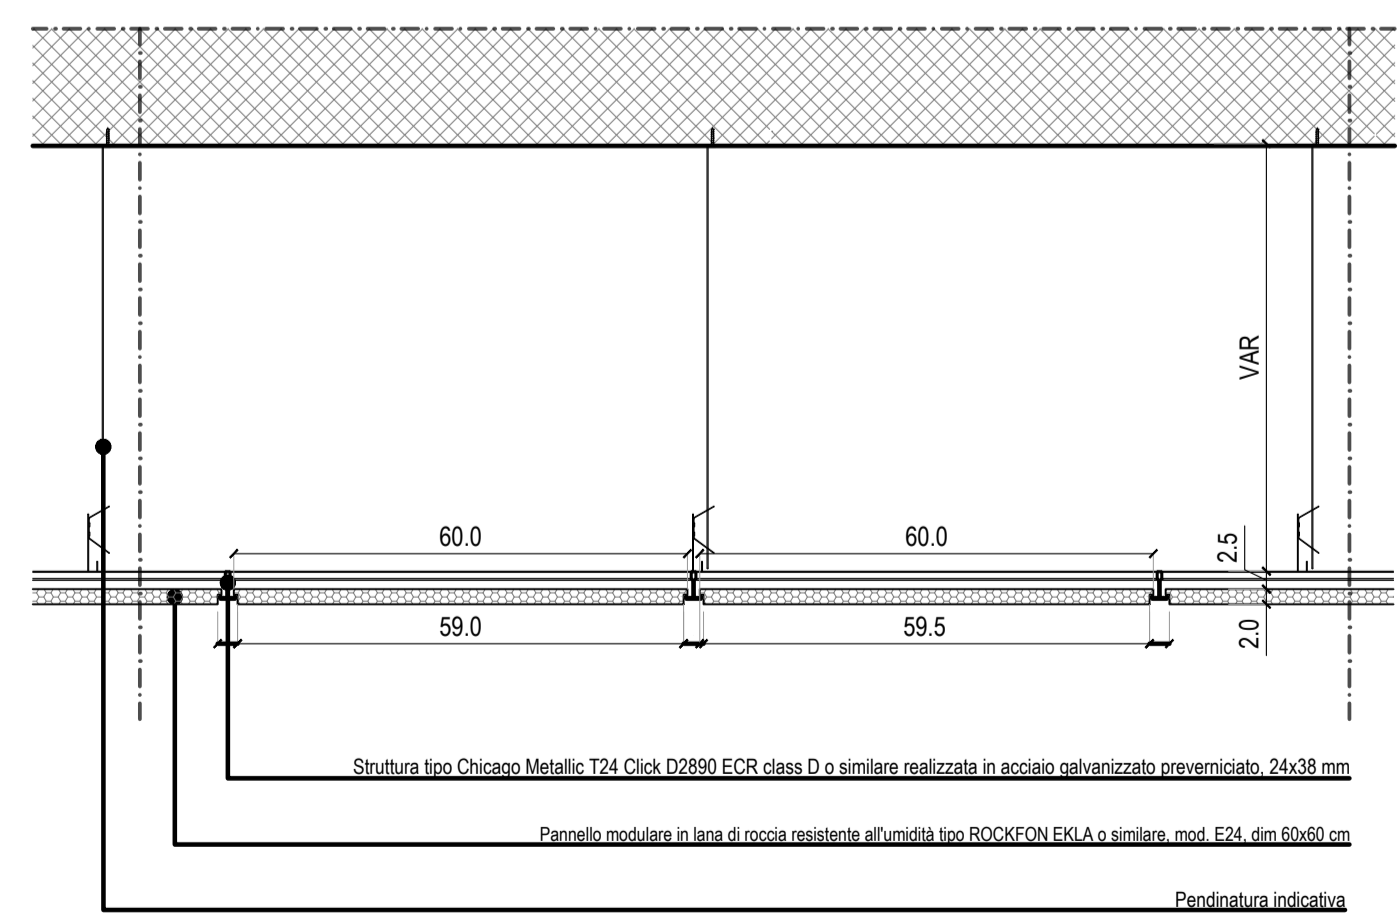 VAR
60.0
60.0
2.5
59.0
59.5
2.0
Struttura tipo Chicago Metallic T24 Click D2890 ECR class D o similare realizzata in acciaio galvanizzato preverniciato, 24x38 mm
Pannello modulare in lana di roccia resistente all'umidità tipo ROCKFON EKLA o similare, mod. E24, dim 60x60 cm
Pendinatura indicativa